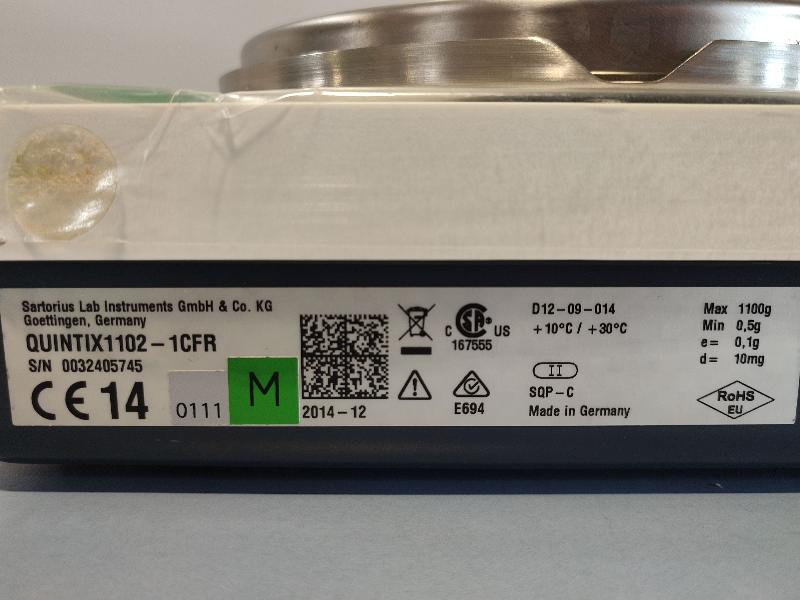 Sartorius Lab Instruments GmbH & Co. KG
Goettingen, Germany
QUINTIX1102-1CFR
S/N 0032405745
CE 14
0111
M
2014-12
C SA US
167555
E694
D12-09-014
+10°C / +30°C
II
SQP-C
Made in Germany
Max 1100g
Min 0,5g
e= 0,1g
d= 10mg
RoHS
EU